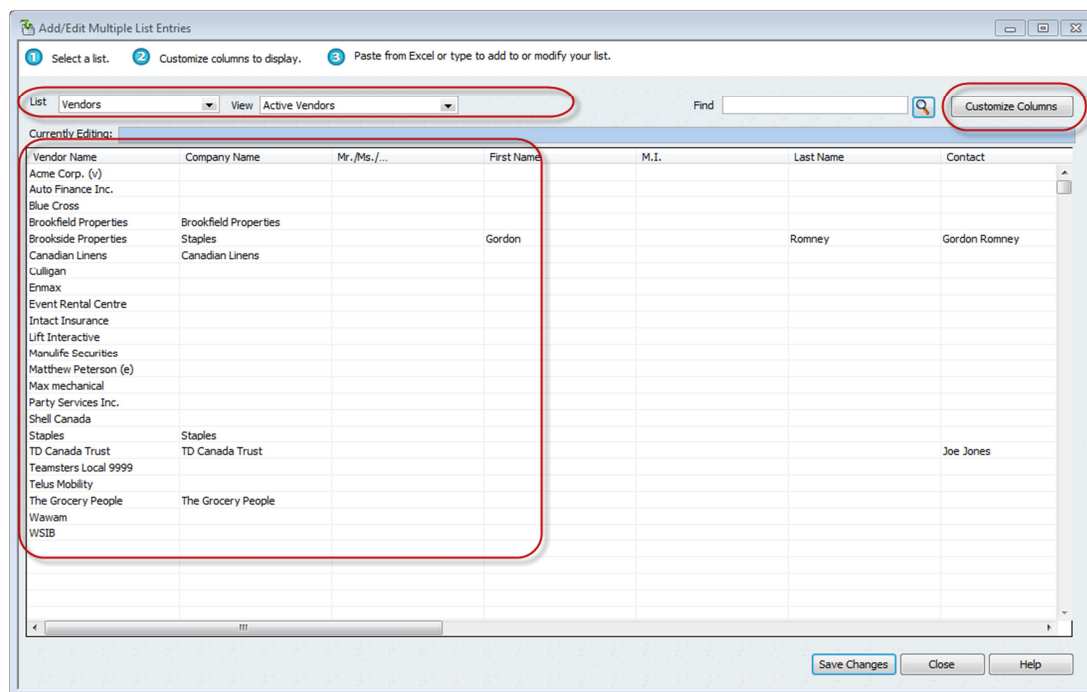 Add/Edit Multiple List Entries
1 Select a list. 2 Customize columns to display. 3 Paste from Excel or type to add to or modify your list.
List Vendors View Active Vendors Find Customize Columns
Currently Editing:
Vendor Name Company Name Mr./Ms./... First Name M.I. Last Name Contact
Acme Corp. (v)
Auto Finance Inc.
Blue Cross
Brookfield Properties Brookfield Properties
Brookside Properties Staples Gordon Romney Gordon Romney
Canadian Linens Canadian Linens
Culligan
Enmax
Event Rental Centre
Intact Insurance
Lift Interactive
Manulife Securities
Matthew Peterson (e)
Max mechanical
Party Services Inc.
Shell Canada
Staples Staples
TD Canada Trust TD Canada Trust Joe Jones
Teamsters Local 9999
Telus Mobility
The Grocery People The Grocery People
Wawam
WSIB
Save Changes Close Help